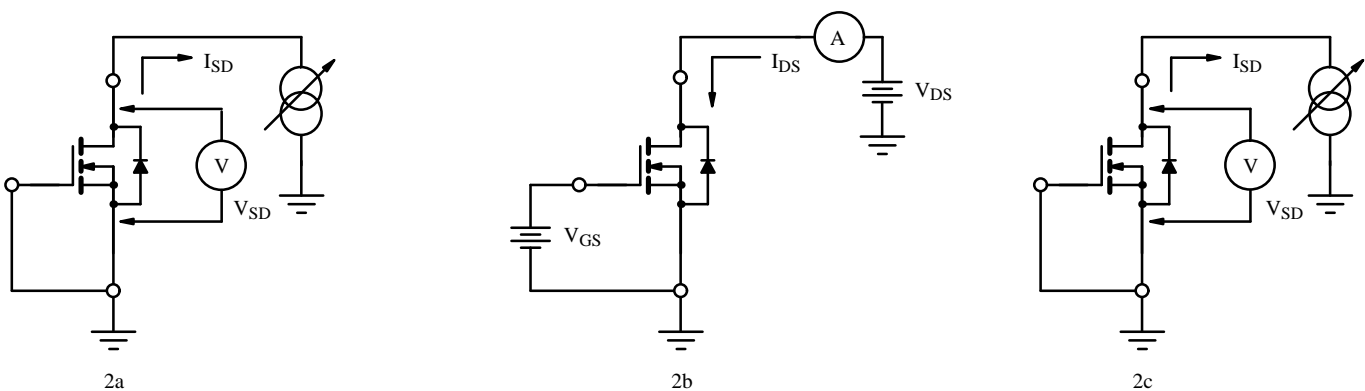 I_SD
V
V_SD
2a
A
I_DS
V_DS
V_GS
2b
I_SD
V
V_SD
2c